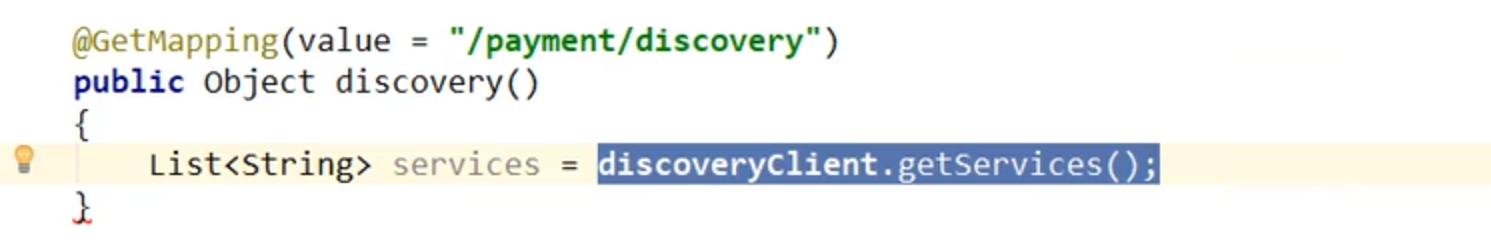 @GetMapping(value = "/payment/discovery")
public Object discovery()
{
List<String> services = discoveryClient.getServices();
}